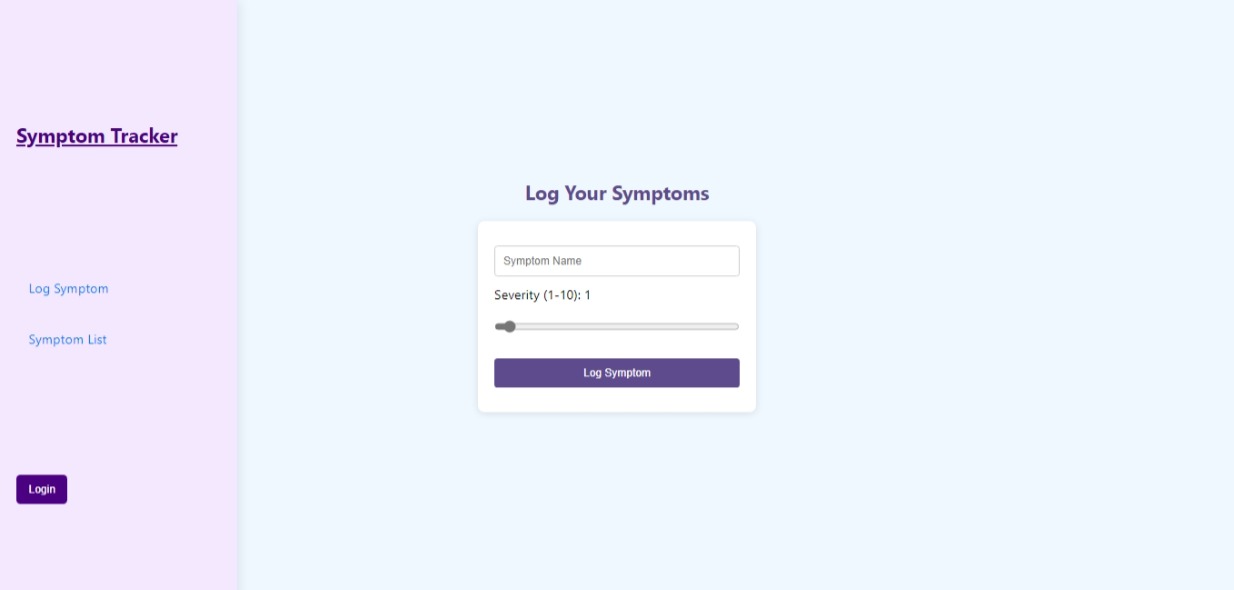 Symptom Tracker
Log Symptom
Symptom List
Login
Log Your Symptoms
Symptom Name
Severity (1-10): 1
Log Symptom